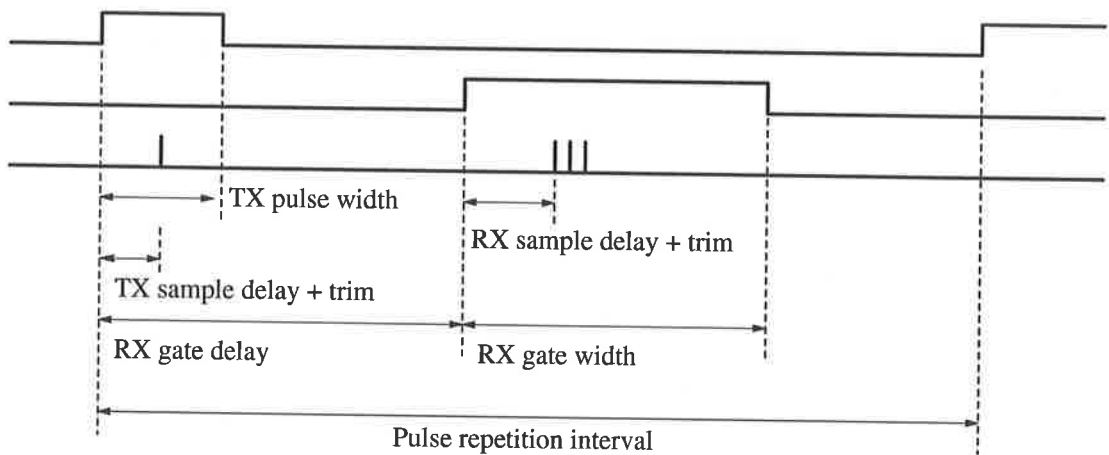 TX pulse width
RX sample delay + trim
TX sample delay + trim
RX gate delay
RX gate width
Pulse repetition interval